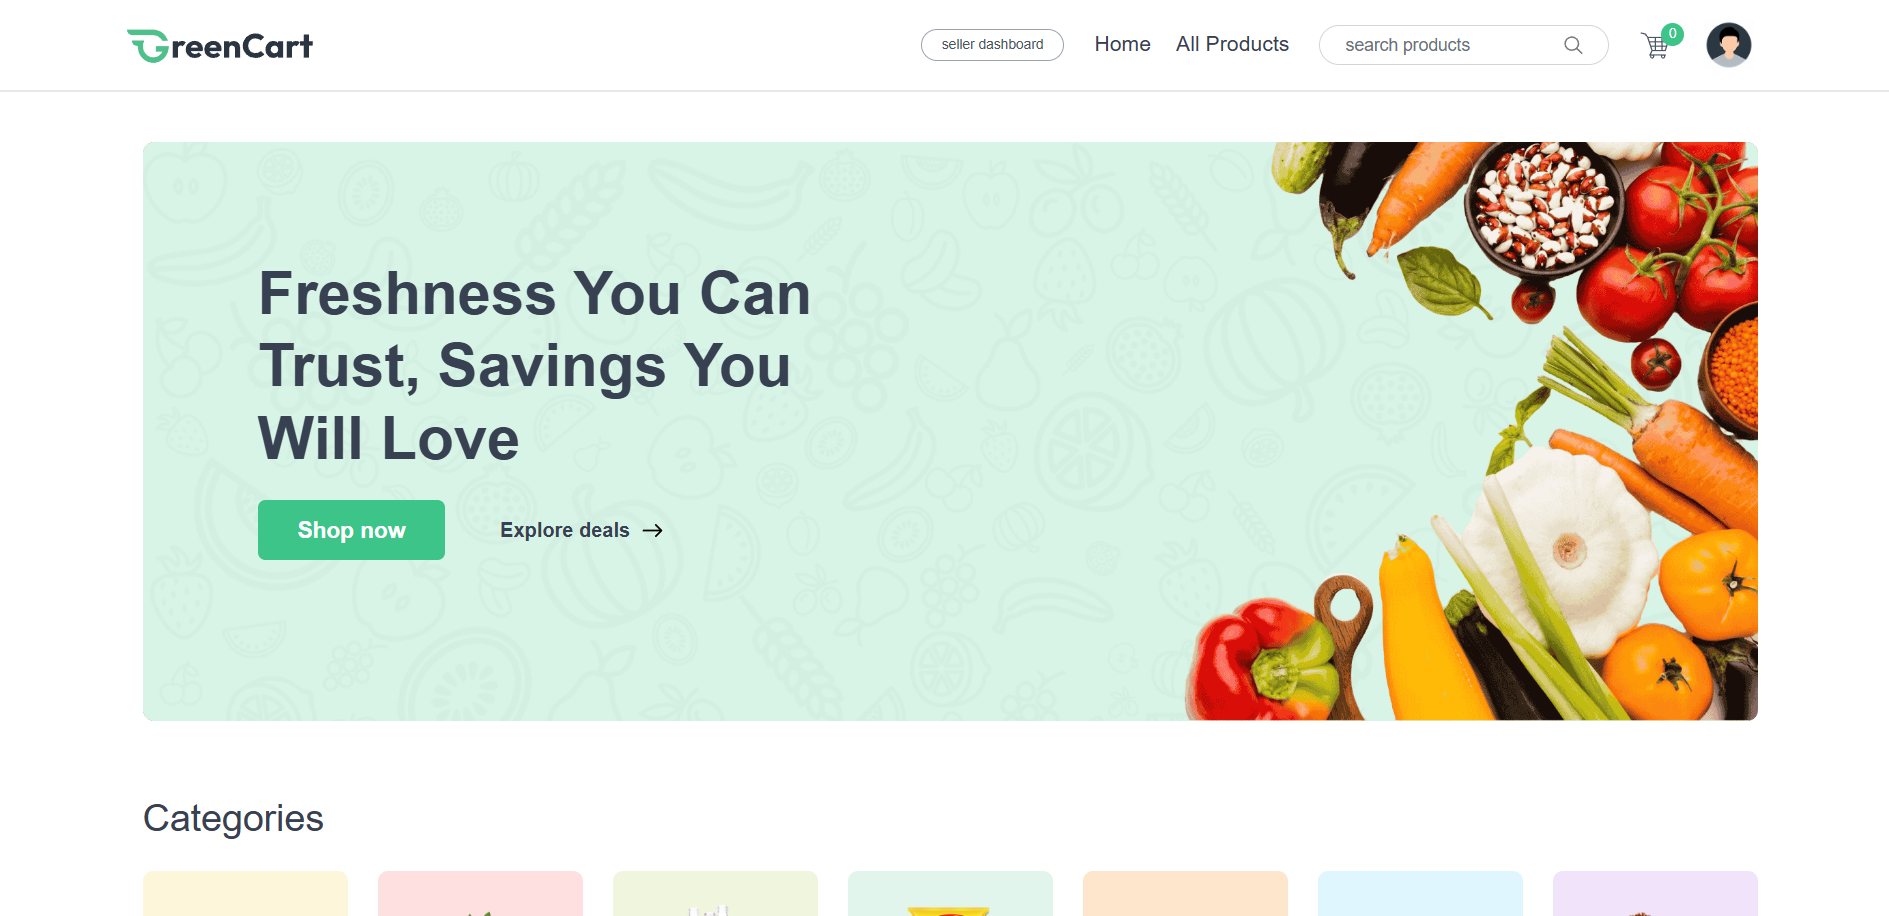 GreenCart
seller dashboard
Home
All Products
search products
0
Freshness You Can
Trust, Savings You
Will Love
Shop now
Explore deals
Categories